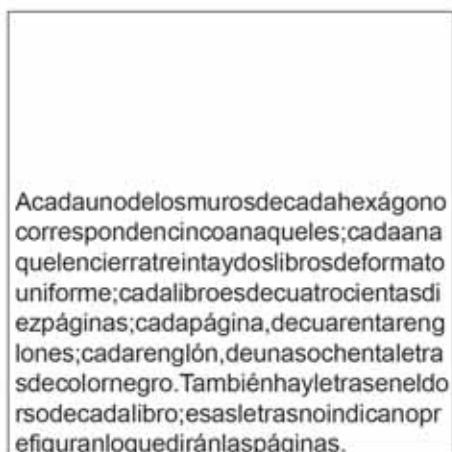 Acadaunodelosmurosdecadahexágono
correspondencincoanaqueles;cadaana
quelencierratreintaydoslibrosdeformato
uniforme;cadalibroesdecuatrocientasdi
ezpáginas;cadapágina,decuarentareng
lones;cadarenglón,deunasochentaletra
sdecolornegro.Tambiénhayletraseneldo
rsodecadalibro;esasletrasnoindicanopr
efiguranloquediránlaspáginas.